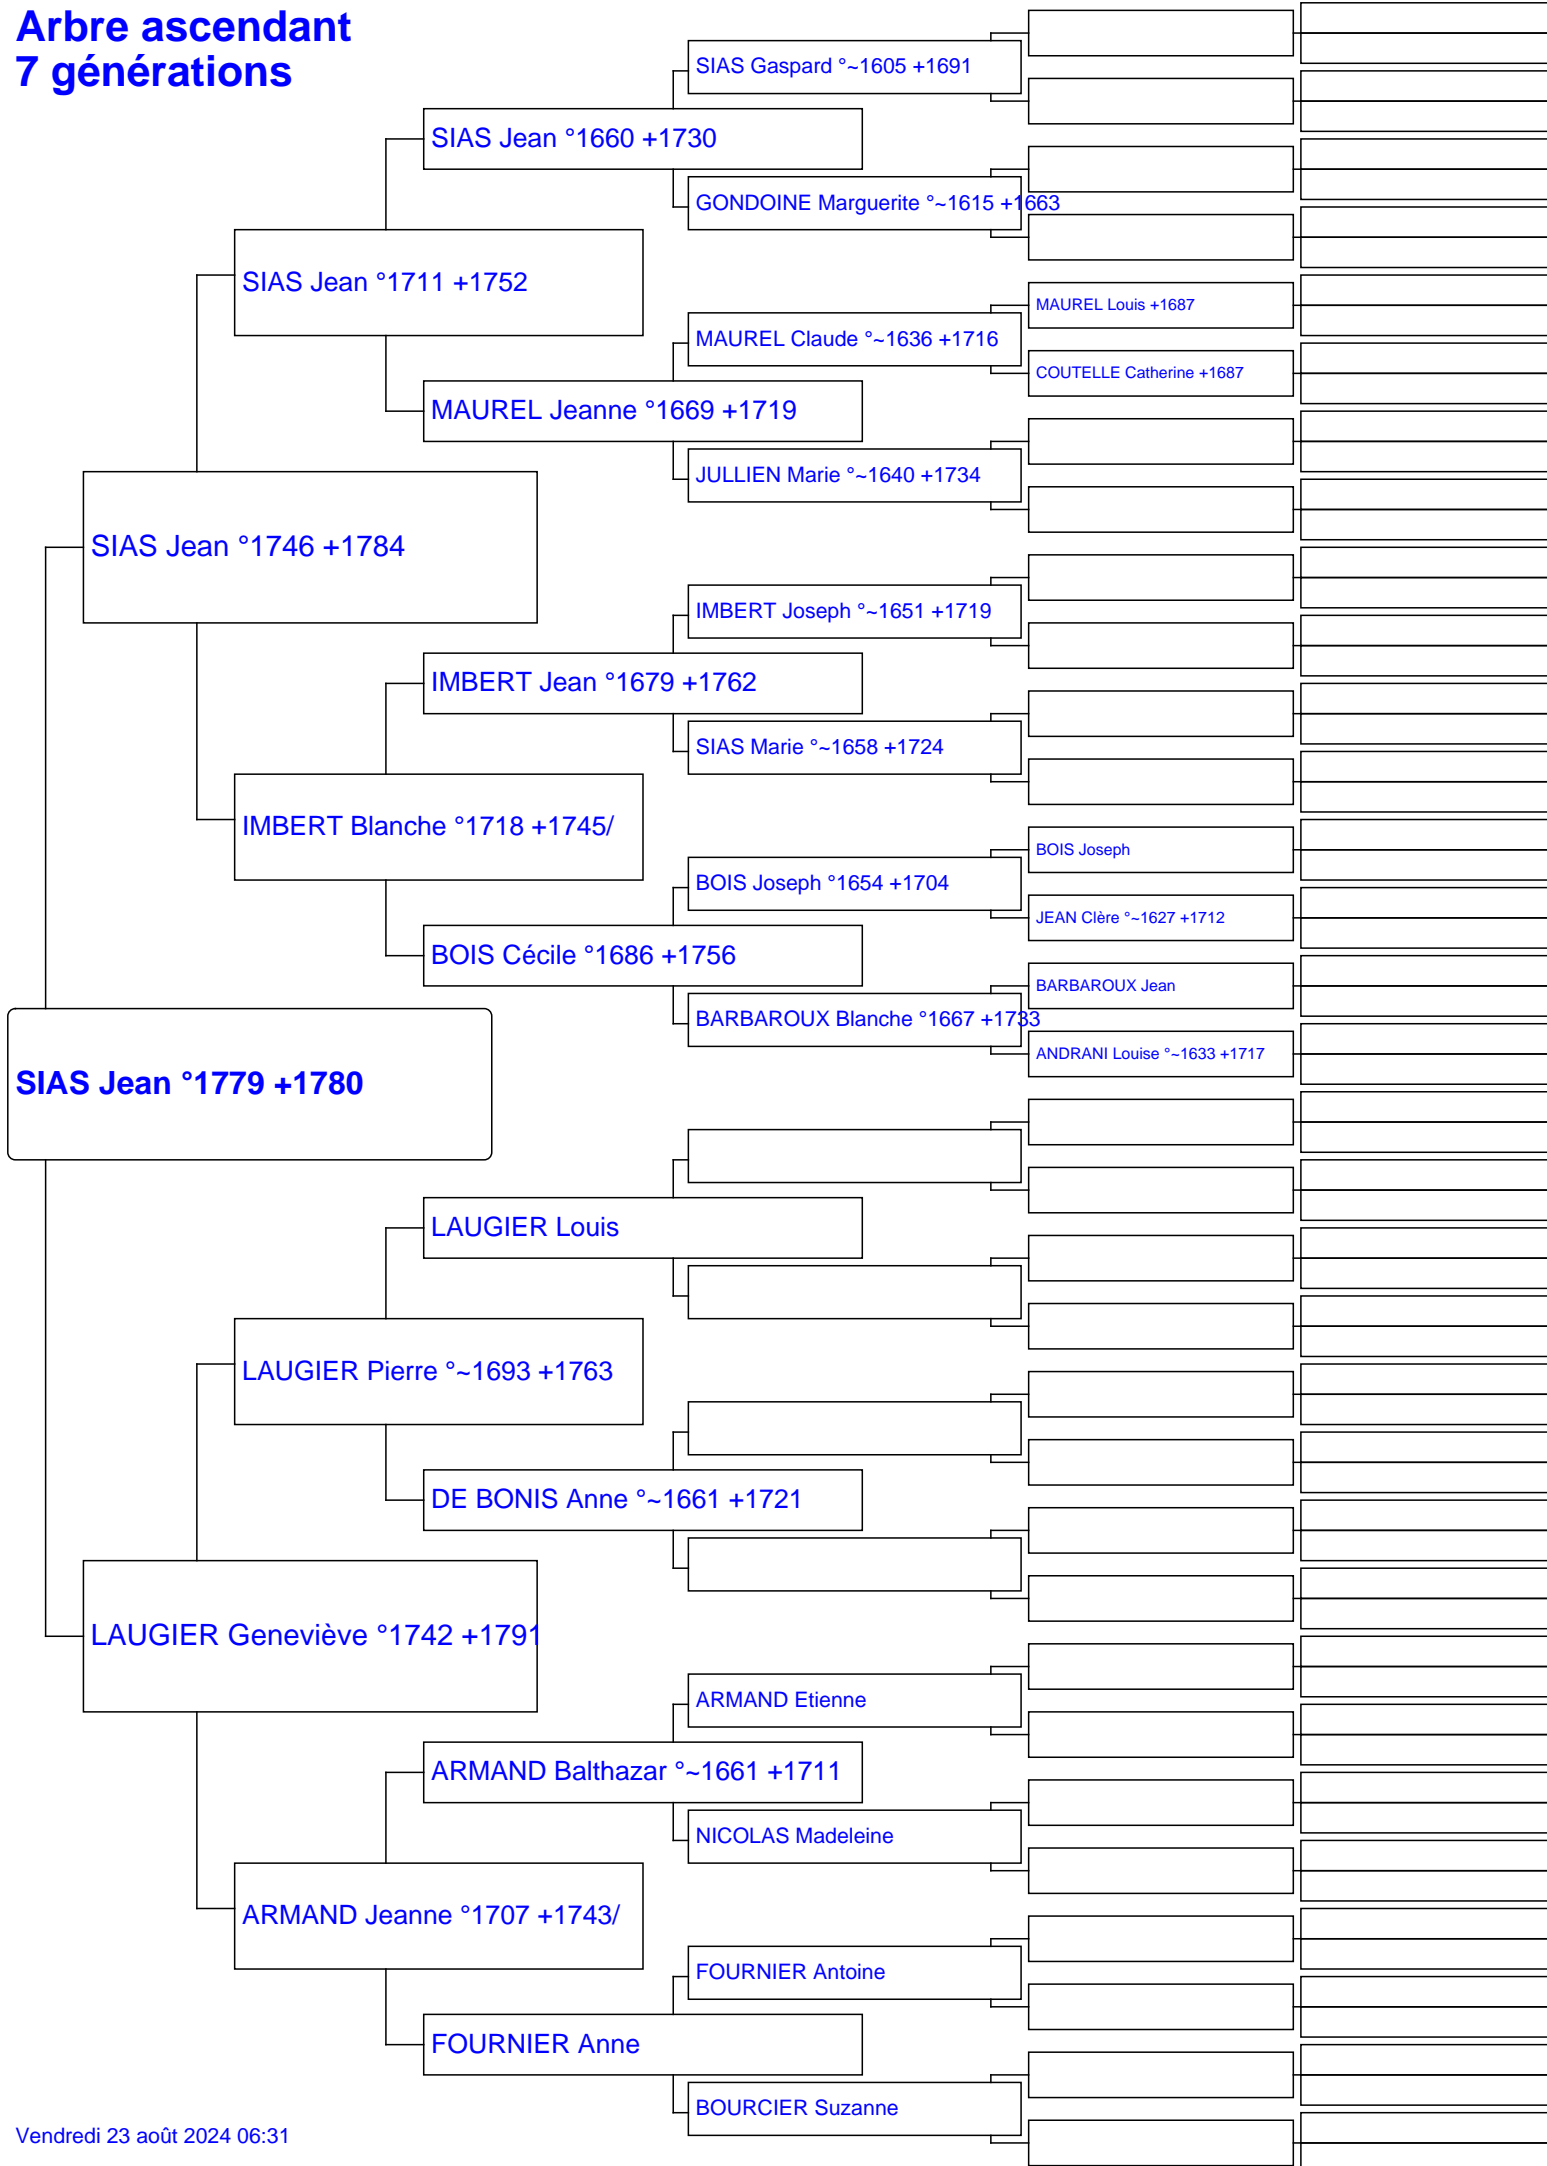 Arbre ascendant
7 générations
SIAS Gaspard °~1605 +1691
SIAS Jean °1660 +1730
GONDOINE Marguerite °~1615 +1663
SIAS Jean °1711 +1752
MAUREL Louis +1687
MAUREL Claude °~1636 +1716
COUTELLE Catherine +1687
MAUREL Jeanne °1669 +1719
JULLIEN Marie °~1640 +1734
SIAS Jean °1746 +1784
IMBERT Joseph °~1651 +1719
IMBERT Jean °1679 +1762
SIAS Marie °~1658 +1724
IMBERT Blanche °1718 +1745/
BOIS Joseph
BOIS Joseph °1654 +1704
JEAN Clère °~1627 +1712
BOIS Cécile °1686 +1756
BARBAROUX Jean
BARBAROUX Blanche °1667 +1733
ANDRANI Louise °~1633 +1717
SIAS Jean °1779 +1780
LAUGIER Louis
LAUGIER Pierre °~1693 +1763
DE BONIS Anne °~1661 +1721
LAUGIER Geneviève °1742 +1791
ARMAND Etienne
ARMAND Balthazar °~1661 +1711
NICOLAS Madeleine
ARMAND Jeanne °1707 +1743/
FOURNIER Antoine
FOURNIER Anne
BOURCIER Suzanne
Vendredi 23 août 2024 06:31